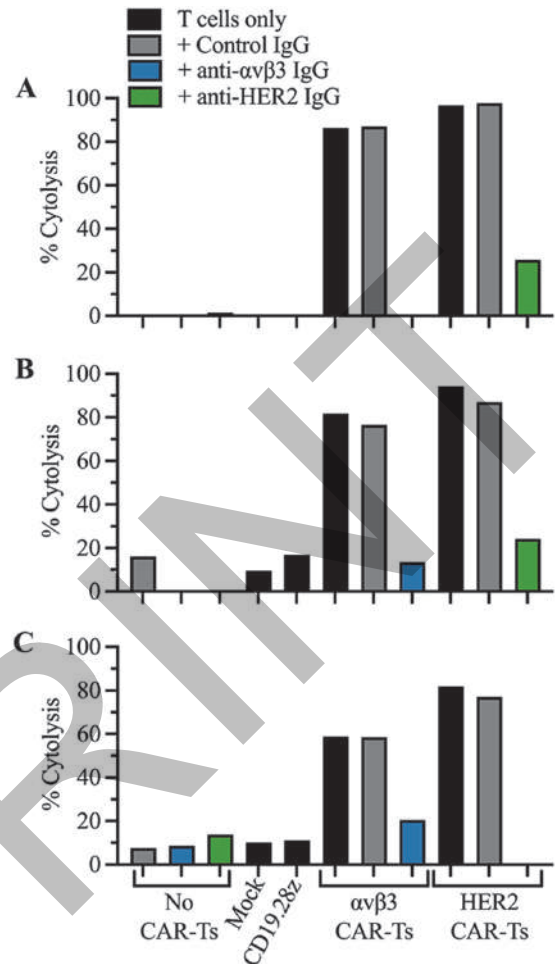 T cells only
+ Control IgG
+ anti-αvβ3 IgG
+ anti-HER2 IgG
A
100
80
60
40
20
0
% Cytolysis
B
100
80
60
40
20
0
% Cytolysis
C
100
80
60
40
20
0
% Cytolysis
No
CAR-Ts
Mock
CD19.28z
αvβ3
CAR-Ts
HER2
CAR-Ts
RINT